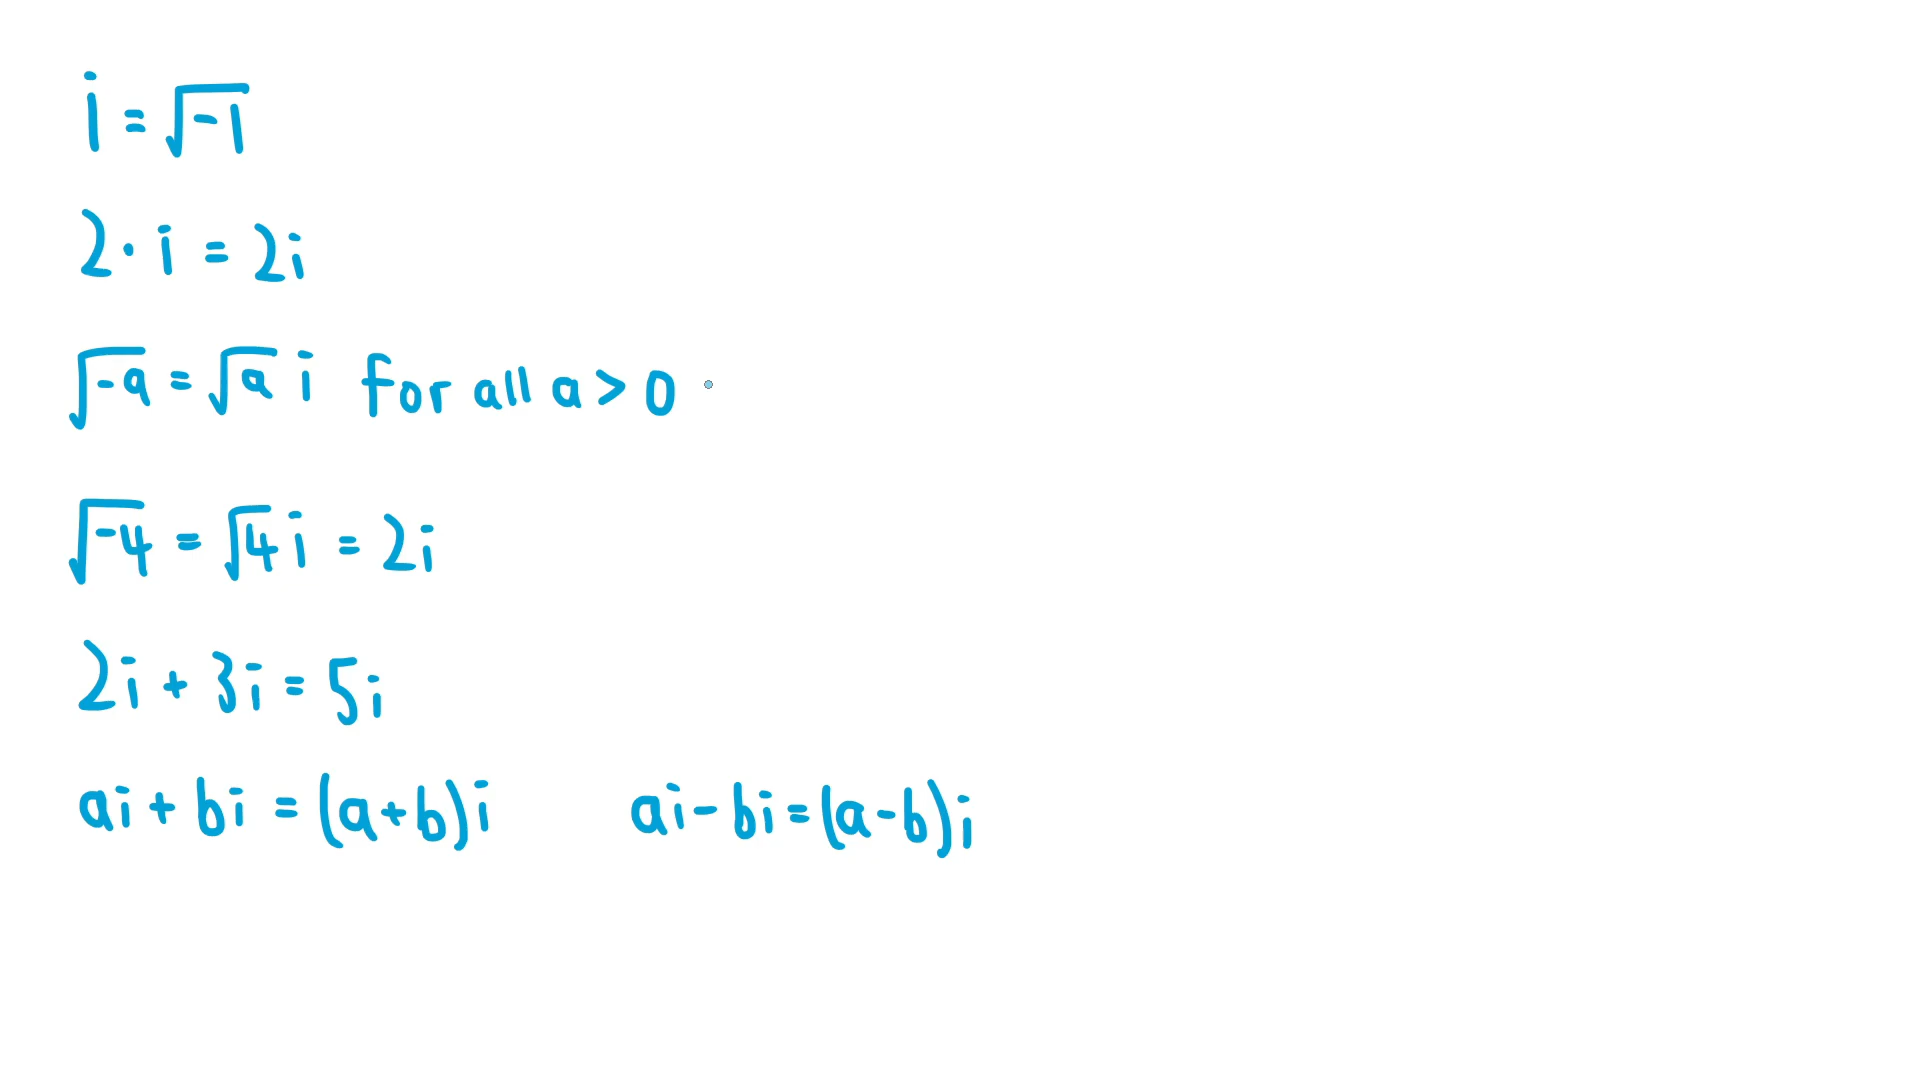 i = √-1
2 · i = 2i
√-a = √a i for all a > 0
√-4 = √4 i = 2i
2i + 3i = 5i
ai + bi = (a+b)i ai - bi = (a-b)i